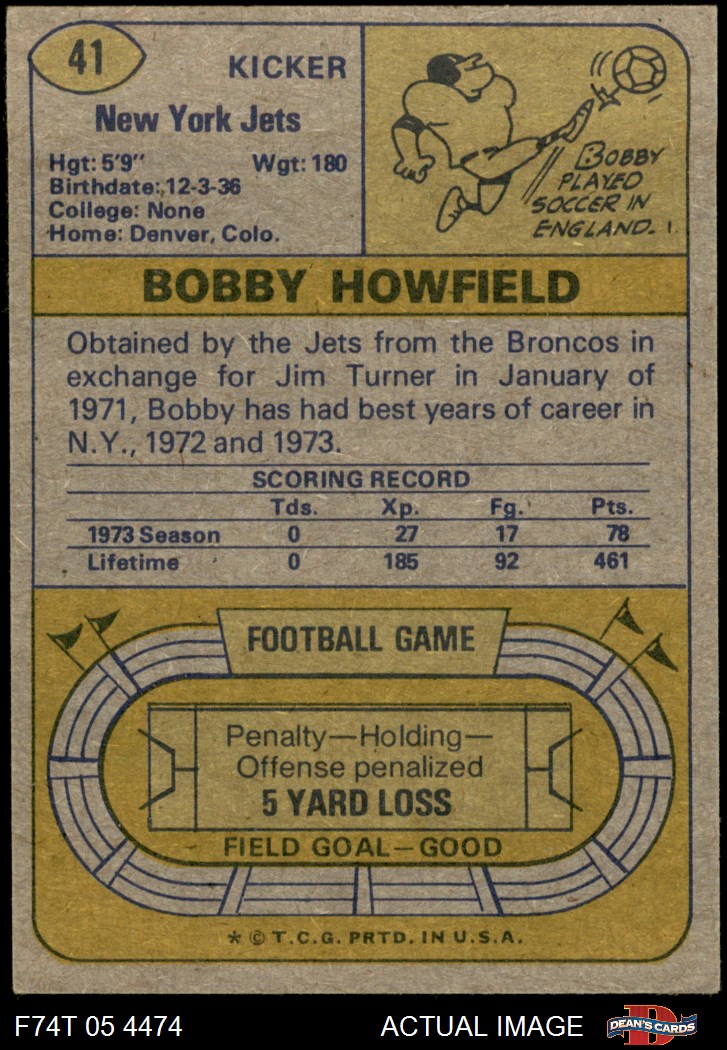 41
KICKER
New York Jets
Hgt: 5'9" Wgt: 180
Birthdate: 12-3-36
College: None
Home: Denver, Colo.
BOBBY
PLAYED
SOCCER IN
ENGLAND.
BOBBY HOWFIELD
Obtained by the Jets from the Broncos in
exchange for Jim Turner in January of
1971, Bobby has had best years of career in
N.Y., 1972 and 1973.
SCORING RECORD
Tds. Xp. Fg. Pts.
1973 Season 0 27 17 78
Lifetime 0 185 92 461
FOOTBALL GAME
Penalty—Holding—
Offense penalized
5 YARD LOSS
FIELD GOAL—GOOD
* © T.C.G. PRTD. IN U.S.A.
F74T 05 4474 ACTUAL IMAGE D DEAN'S CARDS